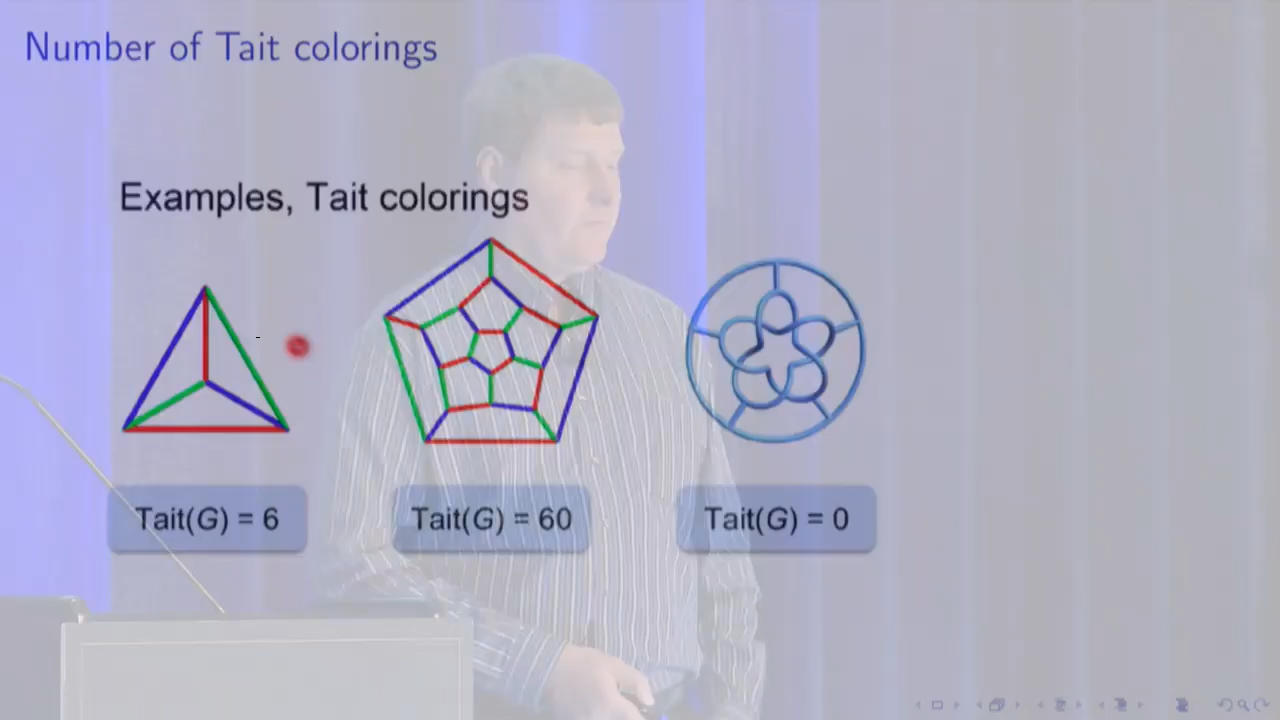 Number of Tait colorings
Examples, Tait colorings
Tait(G) = 6
Tait(G) = 60
Tait(G) = 0